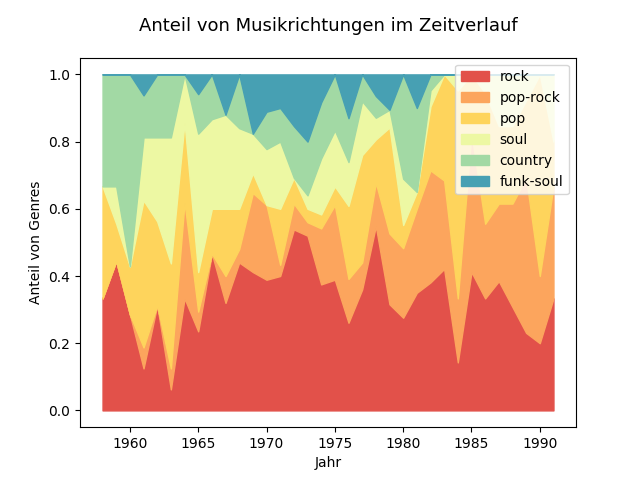 Anteil von Musikrichtungen im Zeitverlauf
1.0
0.8
0.6
0.4
0.2
0.0
Anteil von Genres
rock
pop-rock
pop
soul
country
funk-soul
1960 1965 1970 1975 1980 1985 1990
Jahr